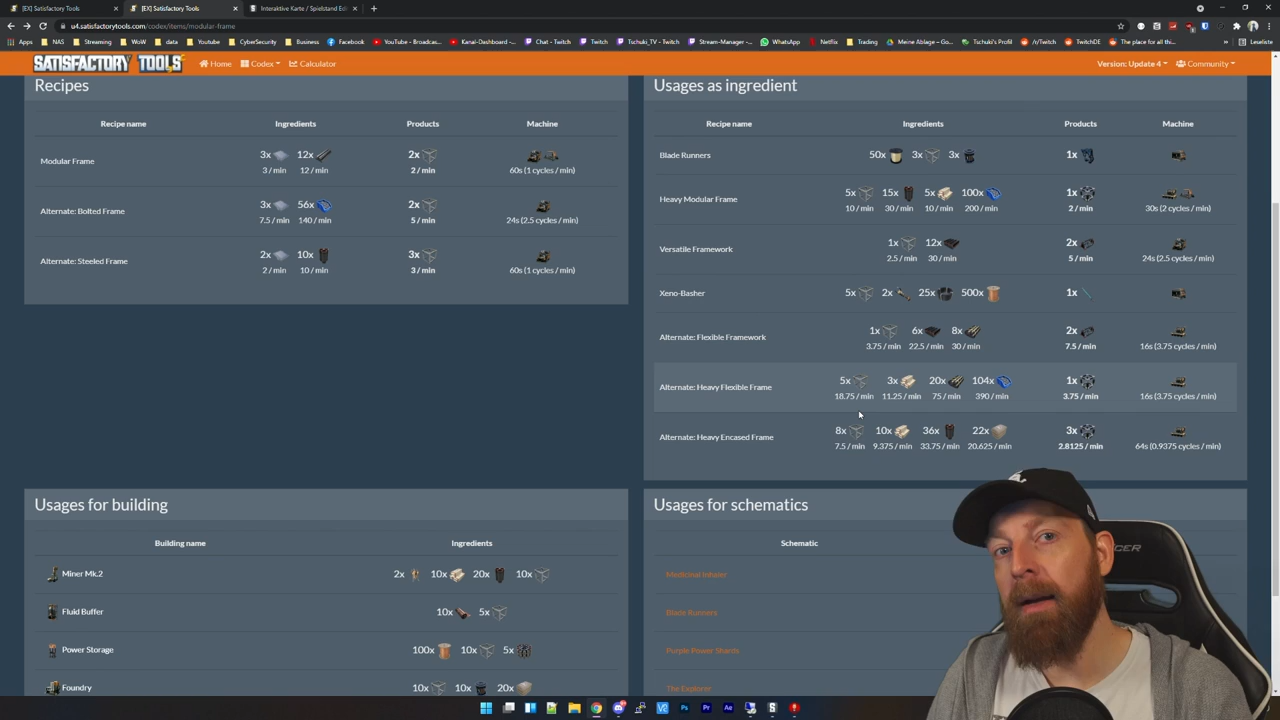 [EX] Satisfactory Tools
[EX] Satisfactory Tools
Interaktive Karte / Spielstand Edi
u4.satisfactorytools.com/codex/items/modular-frame
Apps NAS Streaming WoW data Youtube CyberSecurity Business Facebook YouTube - Broadcas... Kanal-Dashboard -... Chat - Twitch Twitch Tschuki_TV - Twitch Stream-Manager -... WhatsApp Netflix Trading Meine Ablage – Go... Tschuki's Profil r/Twitch TwitchDE The place for all thi... » Leseliste
SATISFACTORY TOOLS Home Codex Calculator Version: Update 4 Community
Recipes
Recipe name Ingredients Products Machine
Modular Frame 3x 12x 2x
3 / min 12 / min 2 / min 60s (1 cycles / min)
Alternate: Bolted Frame 3x 56x 2x
7.5 / min 140 / min 5 / min 24s (2.5 cycles / min)
Alternate: Steeled Frame 2x 10x 3x
2 / min 10 / min 3 / min 60s (1 cycles / min)
Usages as ingredient
Recipe name Ingredients Products Machine
Blade Runners 50x 3x 3x 1x
Heavy Modular Frame 5x 15x 5x 100x 1x
10 / min 30 / min 10 / min 200 / min 2 / min 30s (2 cycles / min)
Versatile Framework 1x 12x 2x
2.5 / min 30 / min 5 / min 24s (2.5 cycles / min)
Xeno-Basher 5x 2x 25x 500x 1x
Alternate: Flexible Framework 1x 6x 8x 2x
3.75 / min 22.5 / min 30 / min 7.5 / min 16s (3.75 cycles / min)
Alternate: Heavy Flexible Frame 5x 3x 20x 104x 1x
18.75 / min 11.25 / min 75 / min 390 / min 3.75 / min 16s (3.75 cycles / min)
Alternate: Heavy Encased Frame 8x 10x 36x 22x 3x
7.5 / min 9.375 / min 33.75 / min 20.625 / min 2.8125 / min 64s (0.9375 cycles / min)
Usages for building
Building name Ingredients
Miner Mk.2 2x 10x 20x 10x
Fluid Buffer 10x 5x
Power Storage 100x 10x 5x
Foundry 10x 10x 20x
Usages for schematics
Schematic
Medicinal Inhaler
Blade Runners
Purple Power Shards
The Explorer